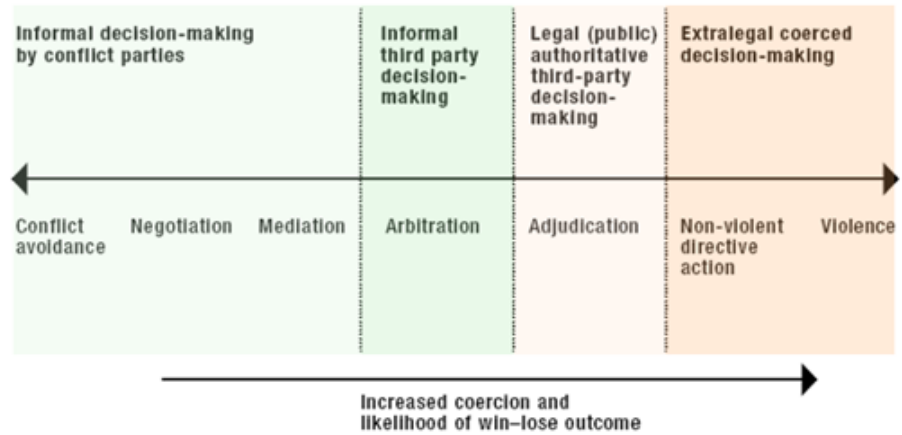 Informal decision-making
by conflict parties
Informal
third party
decision-
making
Legal (public)
authoritative
third-party
decision-
making
Extralegal coerced
decision-making
Conflict
avoidance
Negotiation
Mediation
Arbitration
Adjudication
Non-violent
directive
action
Violence
Increased coercion and
likelihood of win–lose outcome